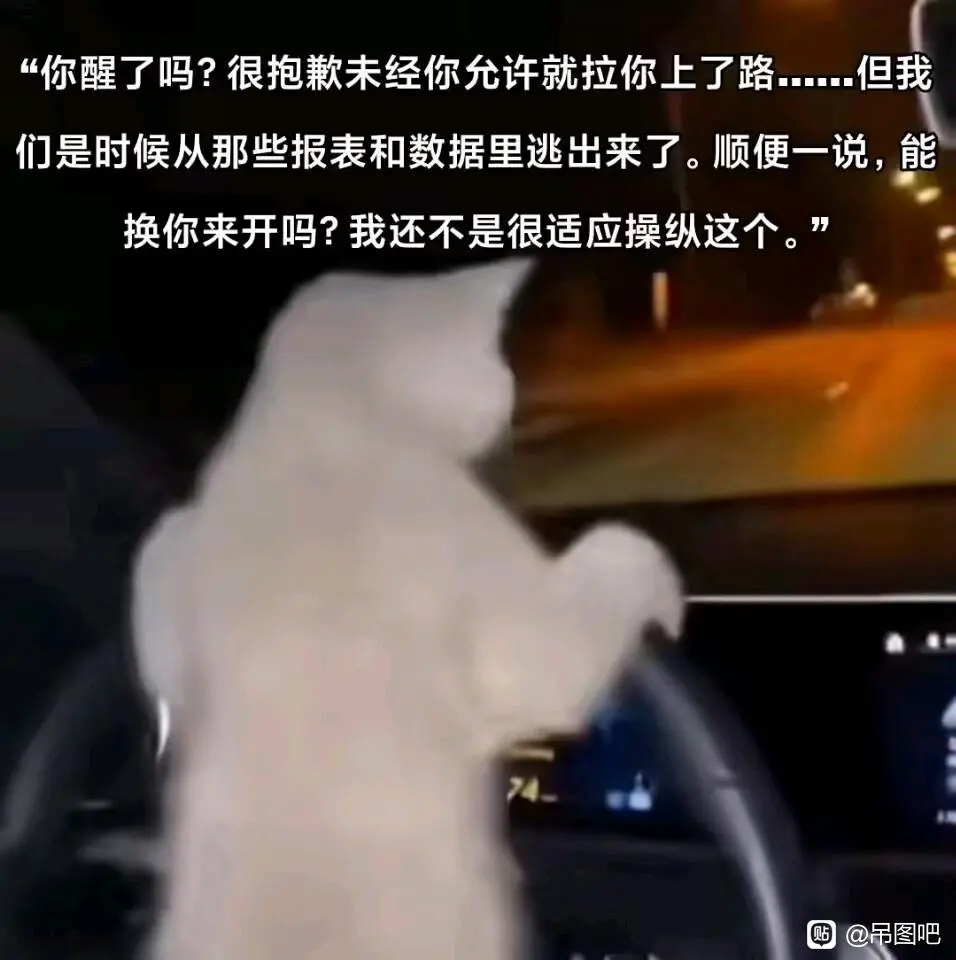 “你醒了吗？很抱歉未经你允许就拉你上了路……但我
们是时候从那些报表和数据里逃出来了。顺便一说，能
换你来开吗？我还不是很适应操纵这个。”
74
贴 @吊图吧